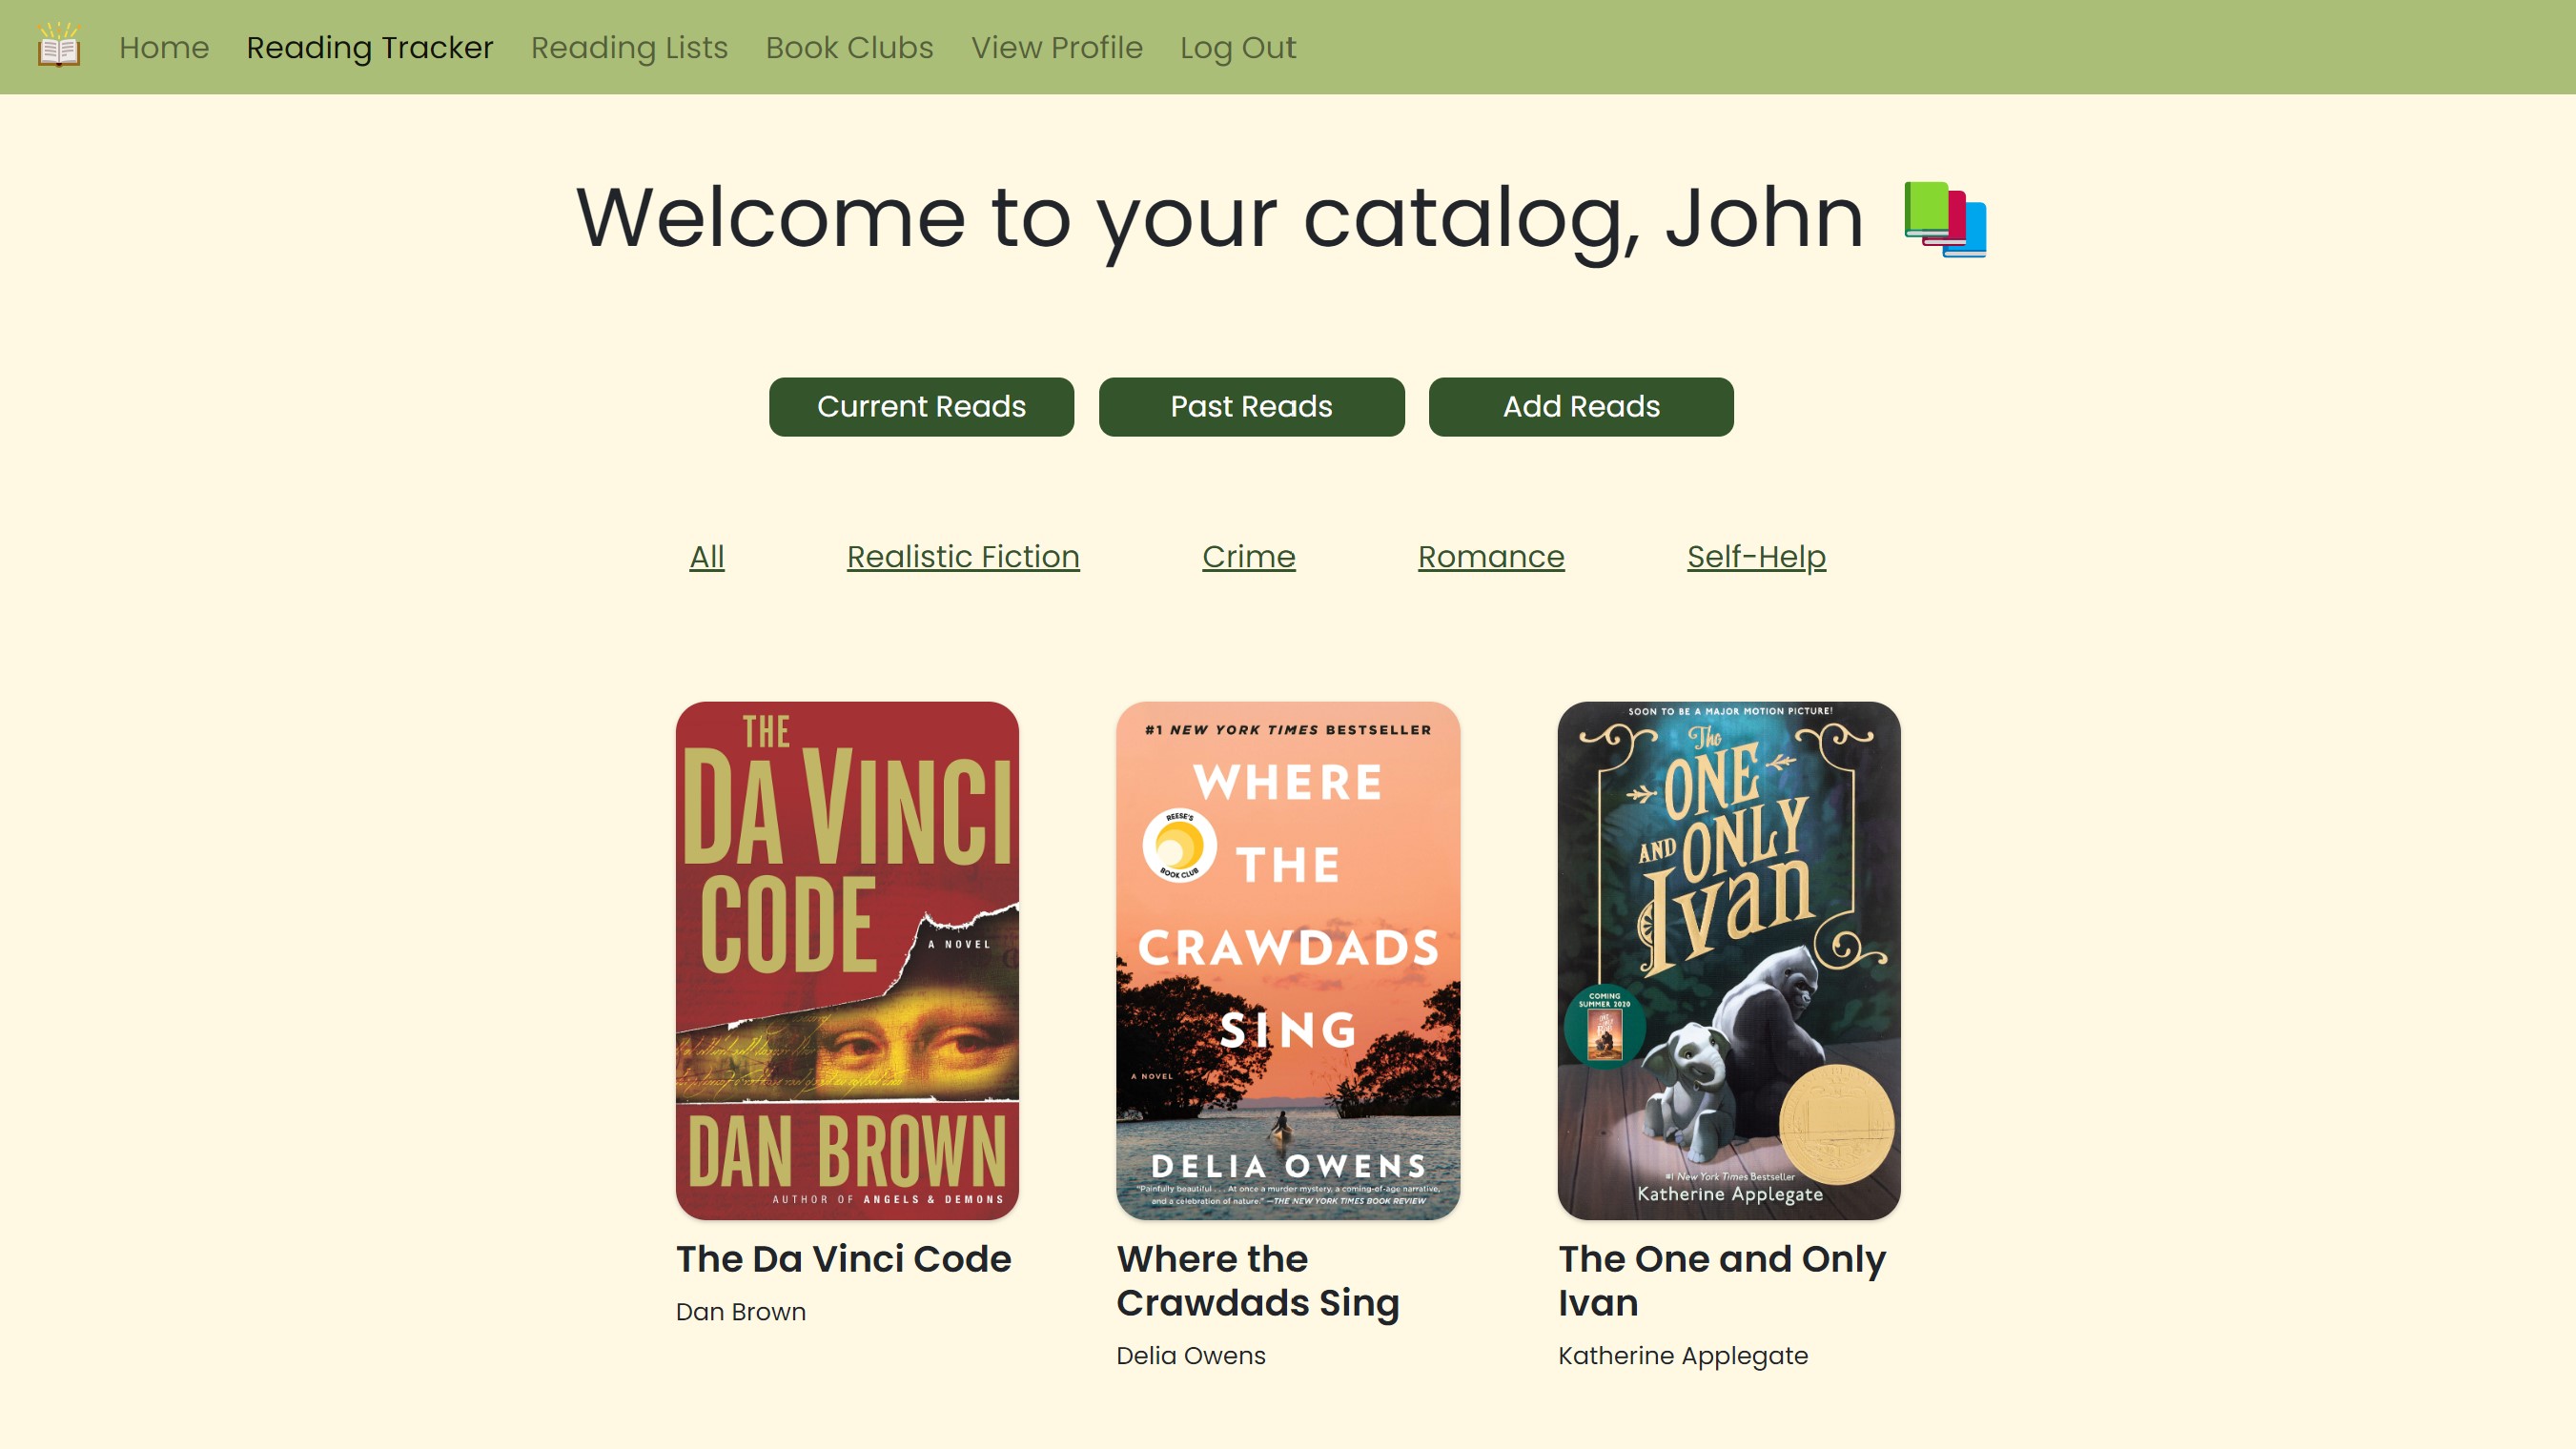 Home Reading Tracker Reading Lists Book Clubs View Profile Log Out
Welcome to your catalog, John
Current Reads Past Reads Add Reads
All Realistic Fiction Crime Romance Self-Help
THE
DA VINCI
CODE
A NOVEL
DAN BROWN
AUTHOR OF ANGELS & DEMONS
#1 NEW YORK TIMES BESTSELLER
WHERE
REESE'S
BOOK CLUB
THE
CRAWDADS
SING
A NOVEL
DELIA OWENS
"Painfully beautiful . . . At once a murder mystery, a coming-of-age narrative,
and a celebration of nature." —THE NEW YORK TIMES BOOK REVIEW
SOON TO BE A MAJOR MOTION PICTURE!
The
ONE
AND ONLY
Ivan
COMING
SUMMER 2020
#1 New York Times Bestseller
Katherine Applegate
The Da Vinci Code
Dan Brown
Where the
Crawdads Sing
Delia Owens
The One and Only
Ivan
Katherine Applegate